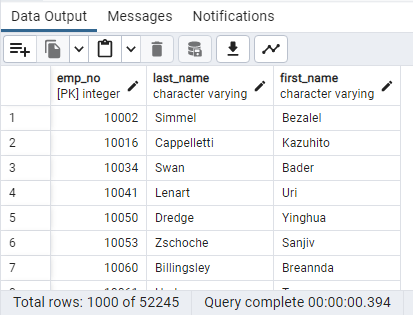 Data Output Messages Notifications
emp_no last_name first_name
[PK] integer character varying character varying
1 10002 Simmel Bezalel
2 10016 Cappelletti Kazuhito
3 10034 Swan Bader
4 10041 Lenart Uri
5 10050 Dredge Yinghua
6 10053 Zschoche Sanjiv
7 10060 Billingsley Breannda
Total rows: 1000 of 52245 Query complete 00:00:00.394